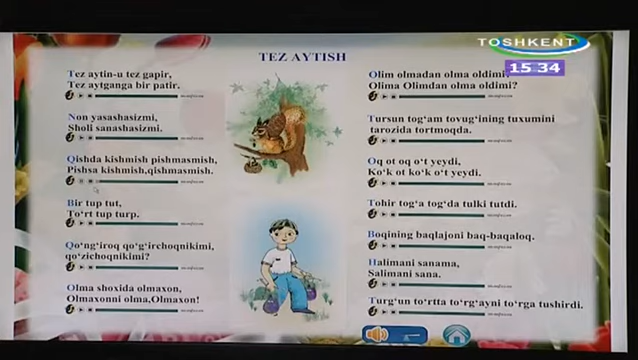 TOSHKENT
15:34
TEZ AYTISH
Tez aytin-u tez gapir,
Tez aytganga bir patir.
Non yasashasizmi,
Sholi sanashasizmi.
Qishda kishmish pishmasmish,
Pishsa kishmish,qishmasmish.
Bir tup tut,
To‘rt tup turp.
Qo‘ng‘iroq qo‘g‘irchoqnikimi,
qo‘zichoqnikimi?
Olma shoxida olmaxon,
Olmaxonni olma,Olmaxon!
Olim olmadan olma oldimi?
Olima Olimdan olma oldimi?
Tursun tog‘am tovug‘ining tuxumini
tarozida tortmoqda.
Oq ot oq o‘t yeydi,
Ko‘k ot ko‘k o‘t yeydi.
Tohir tog‘a tog‘da tulki tutdi.
Boqining baqlajoni baq-baqaloq.
Halimani sanama,
Salimani sana.
Turg‘un to‘rtta to‘rg‘ayni to‘rga tushirdi.